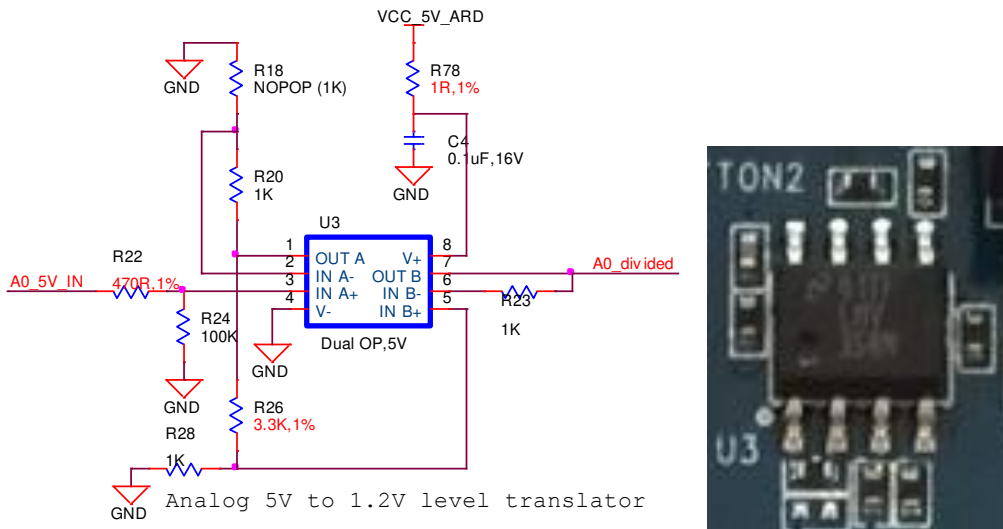 VCC_5V_ARD
R18
NOPOP (1K)
GND
R78
1R,1%
C4
0.1uF,16V
GND
R20
1K
U3
1
2
3
4
OUT A
IN A-
IN A+
V-
V+
OUT B
IN B-
IN B+
8
7
6
5
Dual OP,5V
R22
470R,1%
A0_5V_IN
A0_divided
R23
1K
R24
100K
GND
GND
R26
3.3K,1%
R28
1K
GND
Analog 5V to 1.2V level translator
TTON2
U3